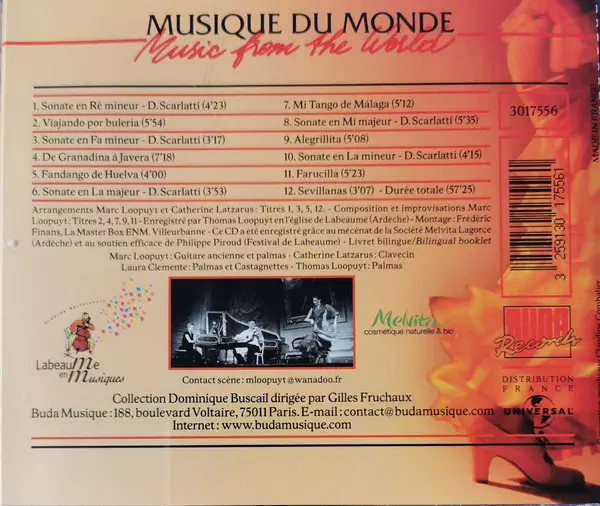 MUSIQUE DU MONDE
Music from the World
1. Sonate en Ré mineur - D. Scarlatti (4'23)
2. Viajando por buleria (5'54)
3. Sonate en Fa mineur - D. Scarlatti (3'17)
4. De Granadina à Javera (7'18)
5. Fandango de Huelva (4'00)
6. Sonate en La majeur - D. Scarlatti (3'53)
7. Mi Tango de Málaga (5'12)
8. Sonate en Mi majeur - D. Scarlatti (5'35)
9. Alegrillita (5'08)
10. Sonate en La mineur - D. Scarlatti (4'15)
11. Farucilla (5'23)
12. Sevillanas (3'07) - Durée totale (57'25)
Arrangements Marc Loopuyt et Catherine Latzarus : Titres 1, 3, 5, 12. - Composition et improvisations Marc
Loopuyt : Titres 2, 4, 7, 9, 11 - Enregistré par Thomas Loopuyt en l'église de Labeaume (Ardèche) - Montage : Frédéric
Finans, La Master Box ENM, Villeurbanne - Ce CD a été enregistré grâce au mécénat de la Société Melvita Lagorce
(Ardèche) et au soutien efficace de Philippe Piroud (Festival de Labeaume) - Livret bilingue/Bilingual booklet
Marc Loopuyt : Guitare ancienne et palmas - Catherine Latzarus : Clavecin
Laura Clemente : Palmas et Castagnettes - Thomas Loopuyt : Palmas
Labeaume
en
Musiques
Melvita
cosmétique naturelle & bio
Contact scène : mloopuyt@wanadoo.fr
Collection Dominique Buscail dirigée par Gilles Fruchaux
Buda Musique : 188, boulevard Voltaire, 75011 Paris. E-mail : contact@budamusique.com
Internet : www.budamusique.com
3017556
3 259130 175561
MADE IN FRANCE
BUDA
Records
DISTRIBUTION
FRANCE
UNIVERSAL